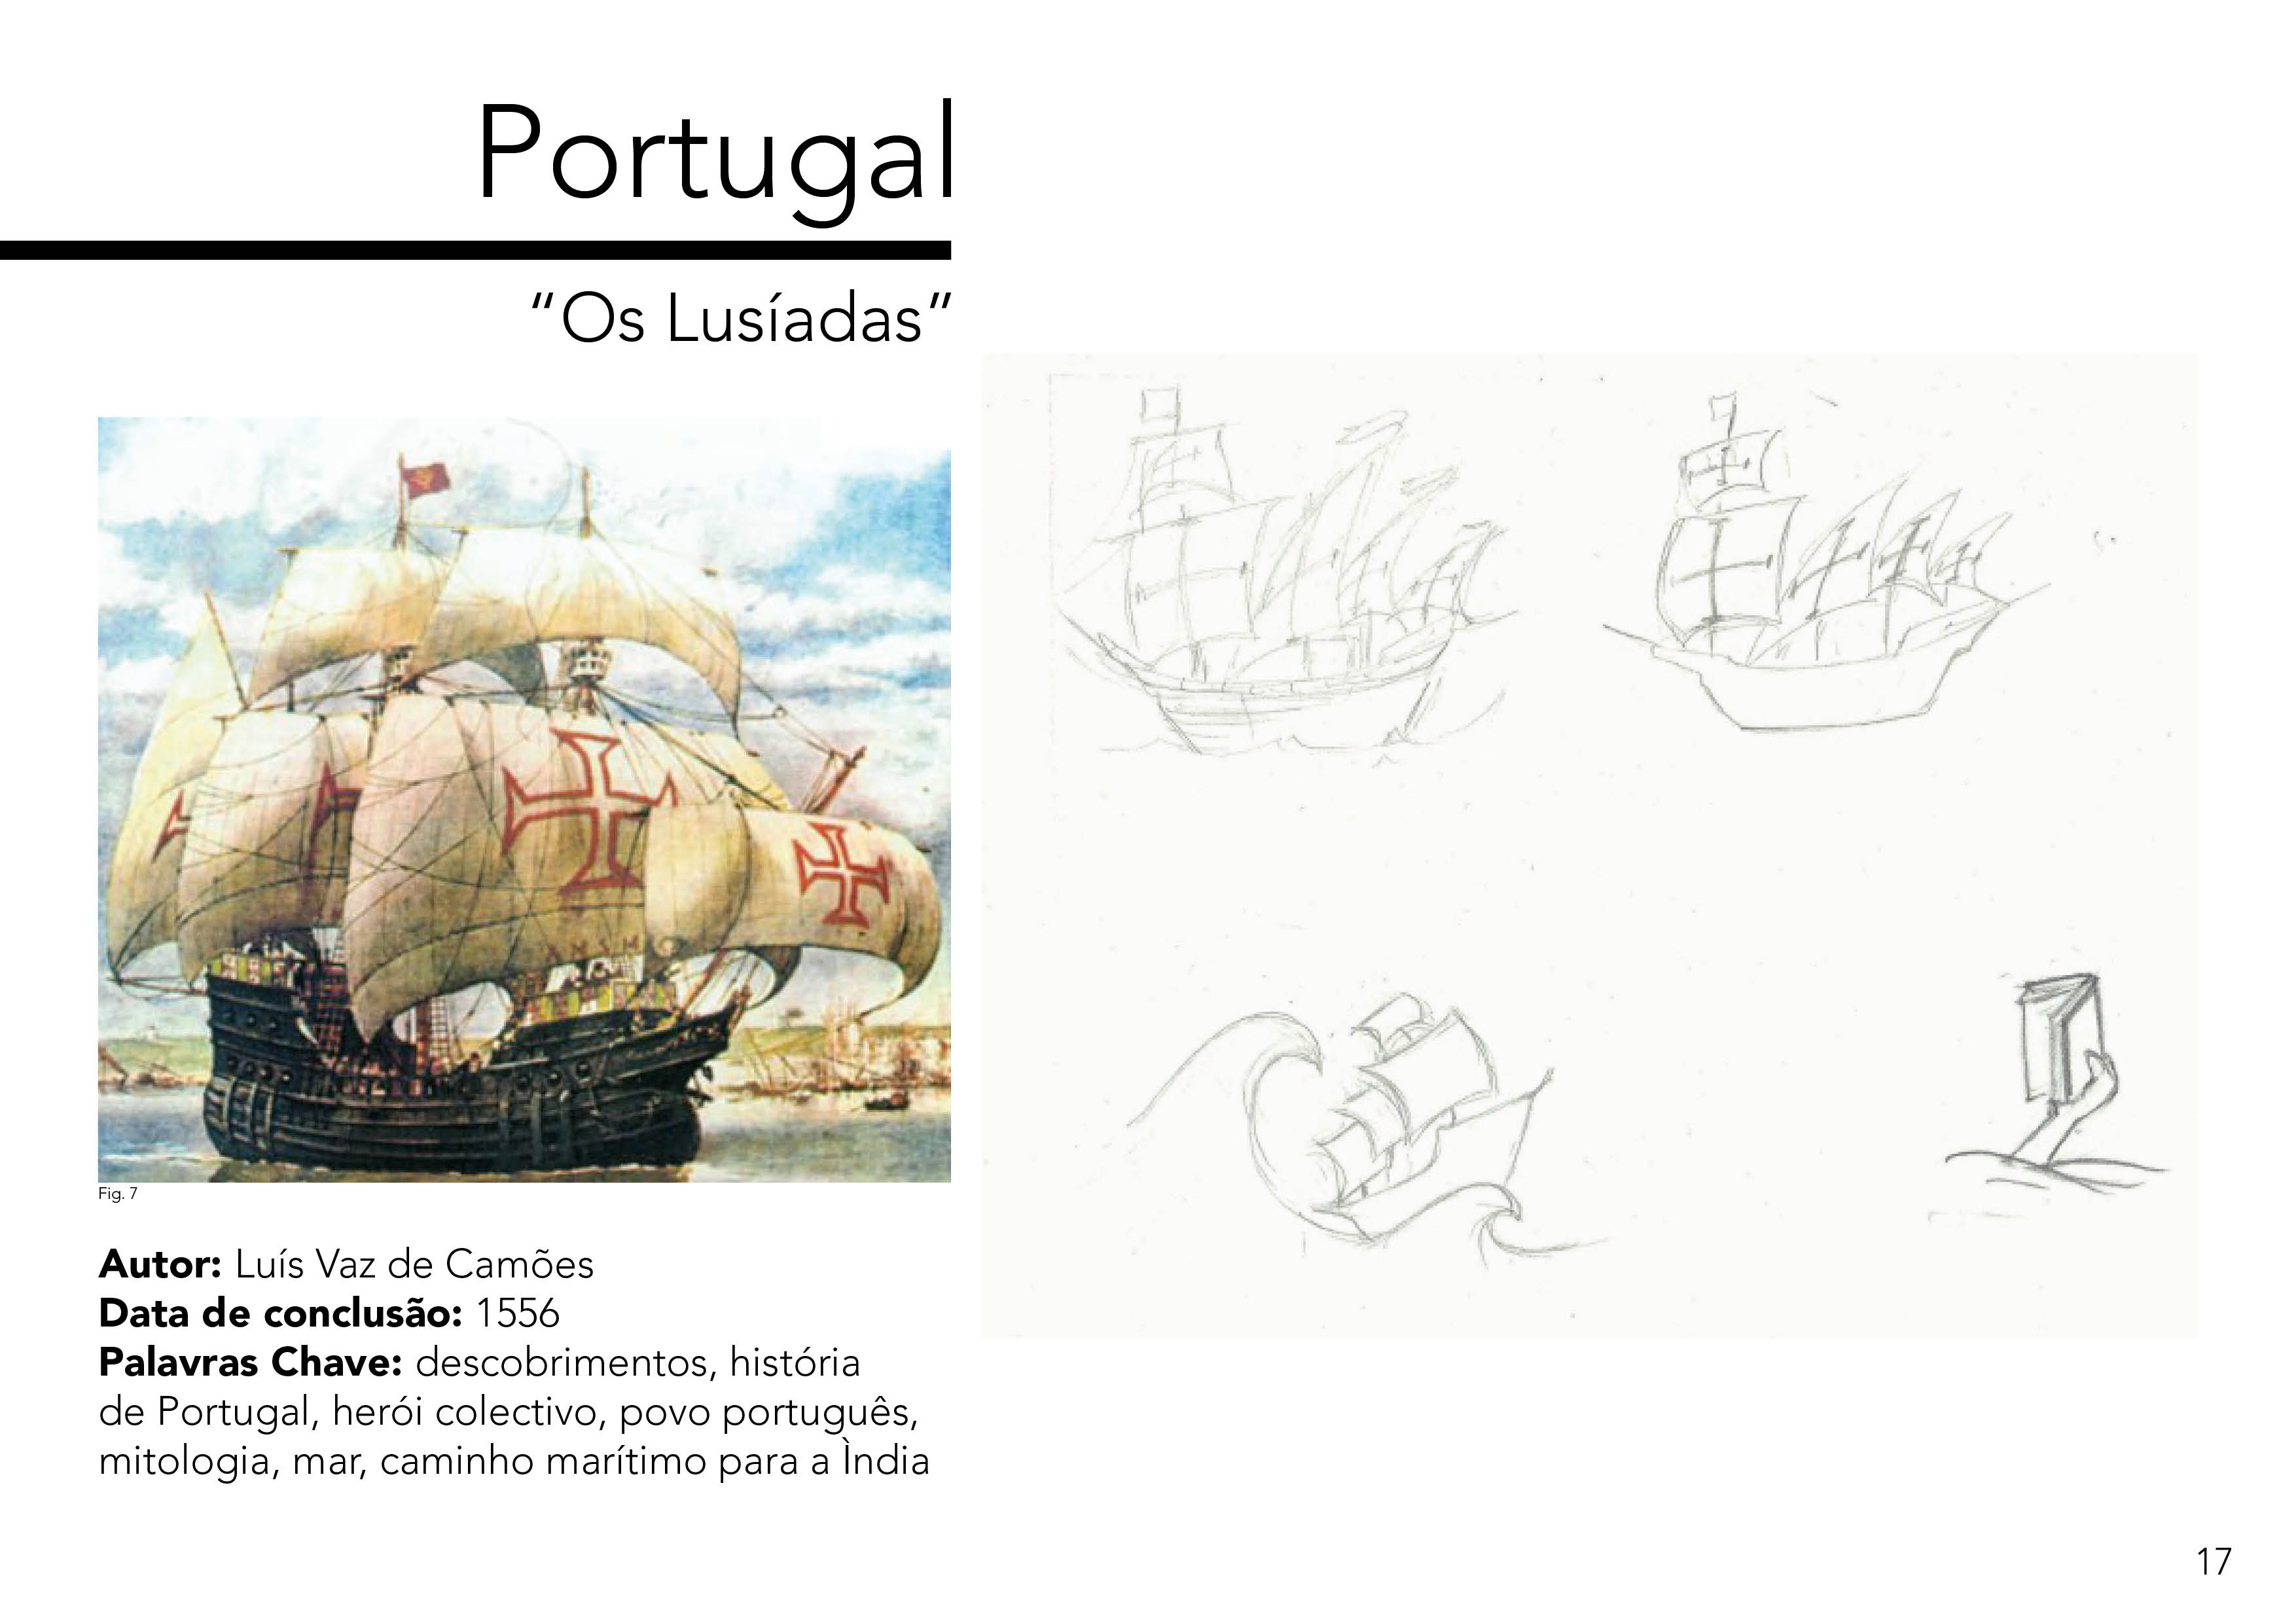 Portugal
“Os Lusíadas”
Fig. 7
Autor: Luís Vaz de Camões
Data de conclusão: 1556
Palavras Chave: descobrimentos, história
de Portugal, herói colectivo, povo português,
mitologia, mar, caminho marítimo para a Ìndia
17